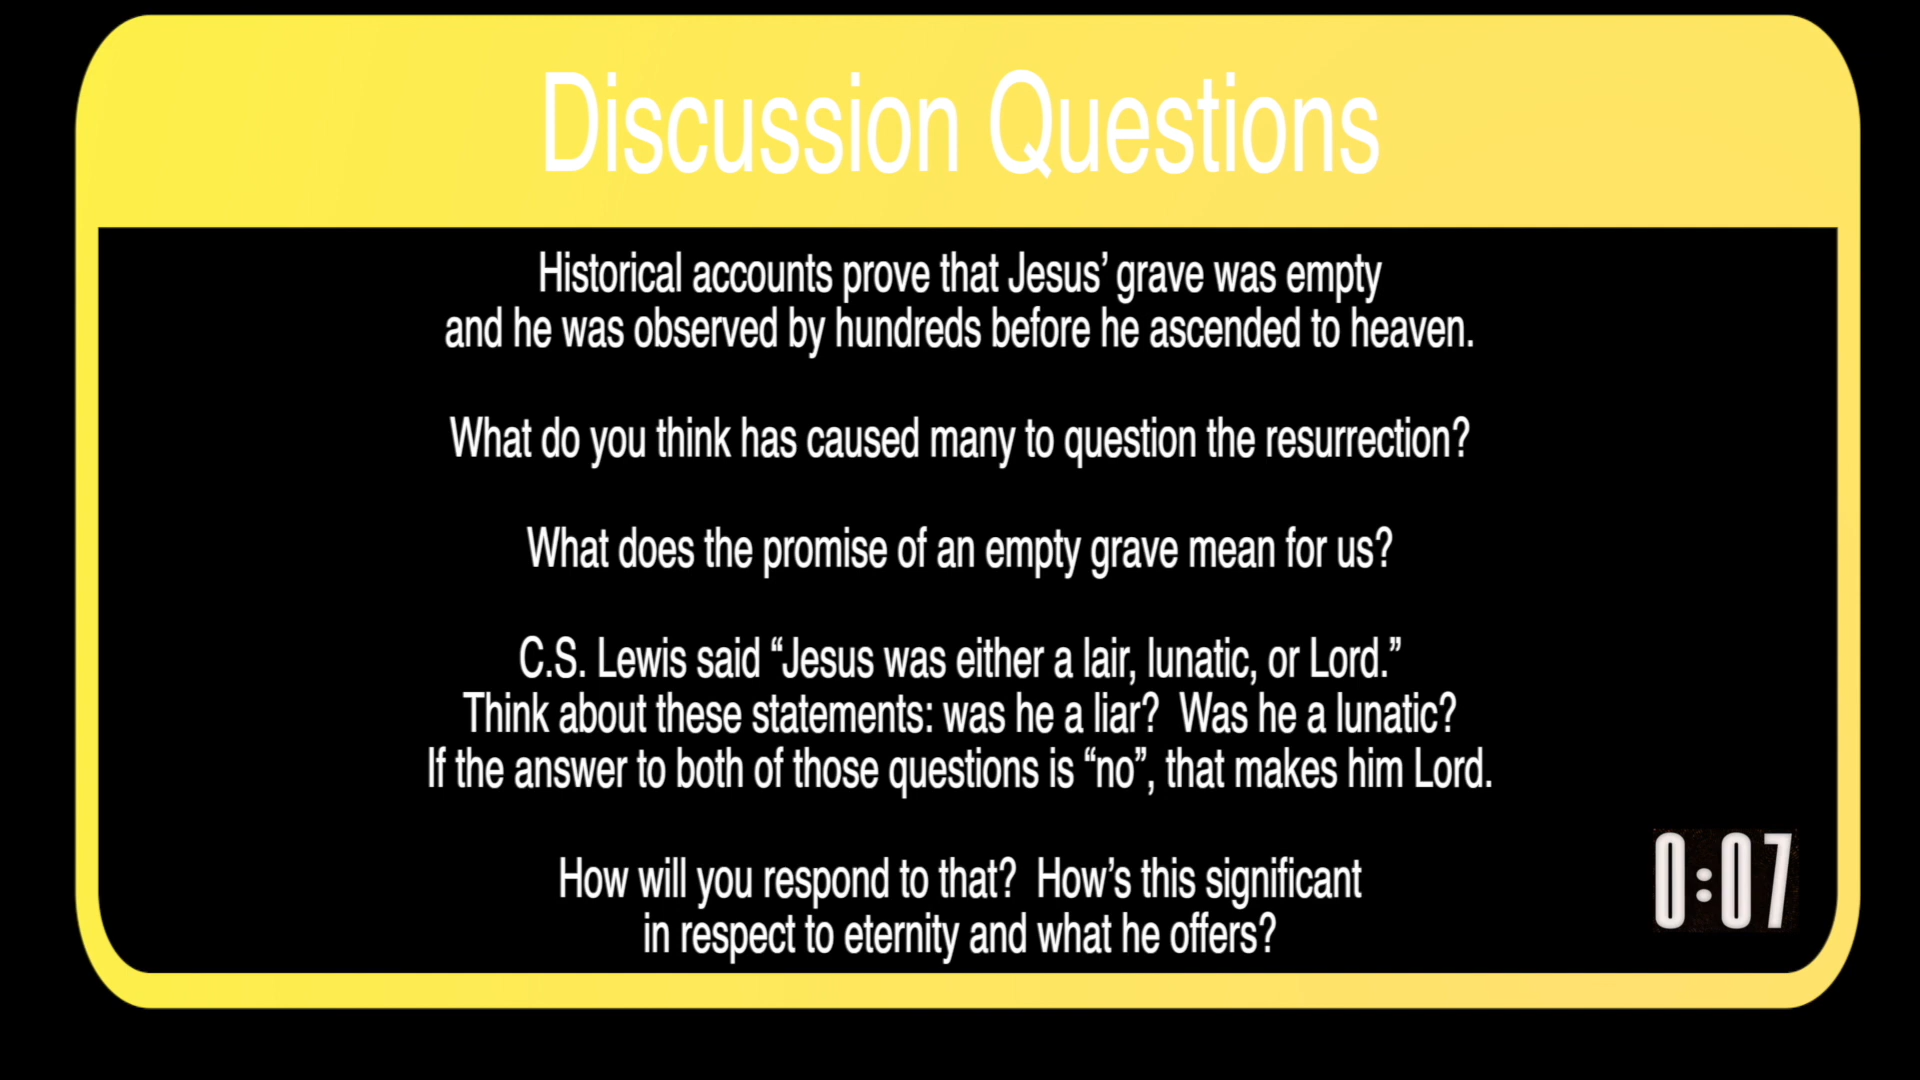 Discussion Questions
Historical accounts prove that Jesus’ grave was empty
and he was observed by hundreds before he ascended to heaven.
What do you think has caused many to question the resurrection?
What does the promise of an empty grave mean for us?
C.S. Lewis said “Jesus was either a lair, lunatic, or Lord.”
Think about these statements: was he a liar?  Was he a lunatic?
If the answer to both of those questions is “no”, that makes him Lord.
How will you respond to that?  How’s this significant
in respect to eternity and what he offers?
0:07